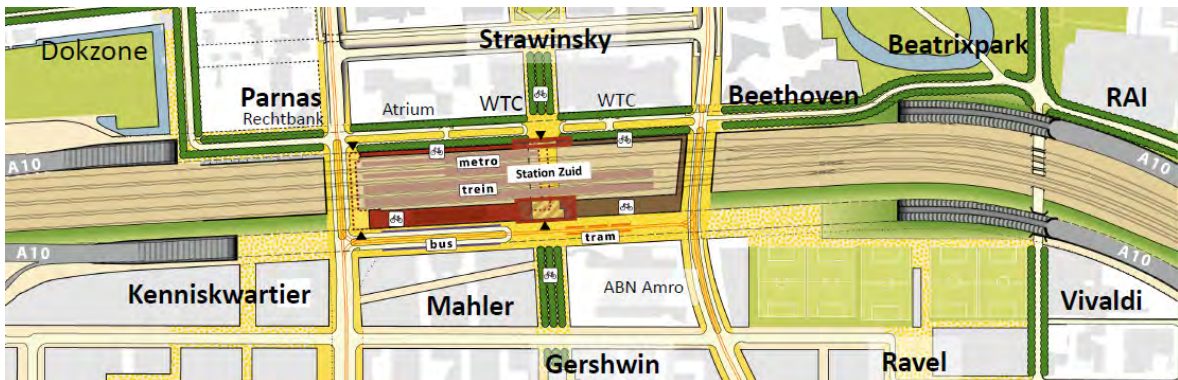 Strawinsky
Dokzone
Beatrixpark
Parnas
Rechtbank
Atrium
WTC
WTC
Beethoven
RAI
A10
A10
metro
Station Zuid
trein
A10
bus
tram
A10
Kenniskwartier
Mahler
ABN Amro
Vivaldi
Gershwin
Ravel